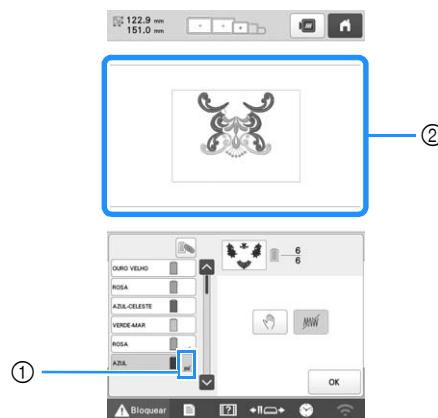 122.9 mm
151.0 mm
②
6
6
OURO VELHO
ROSA
AZUL-CELESTE
VERDE-MAR
ROSA
AZUL
①
OK
Bloquear
?